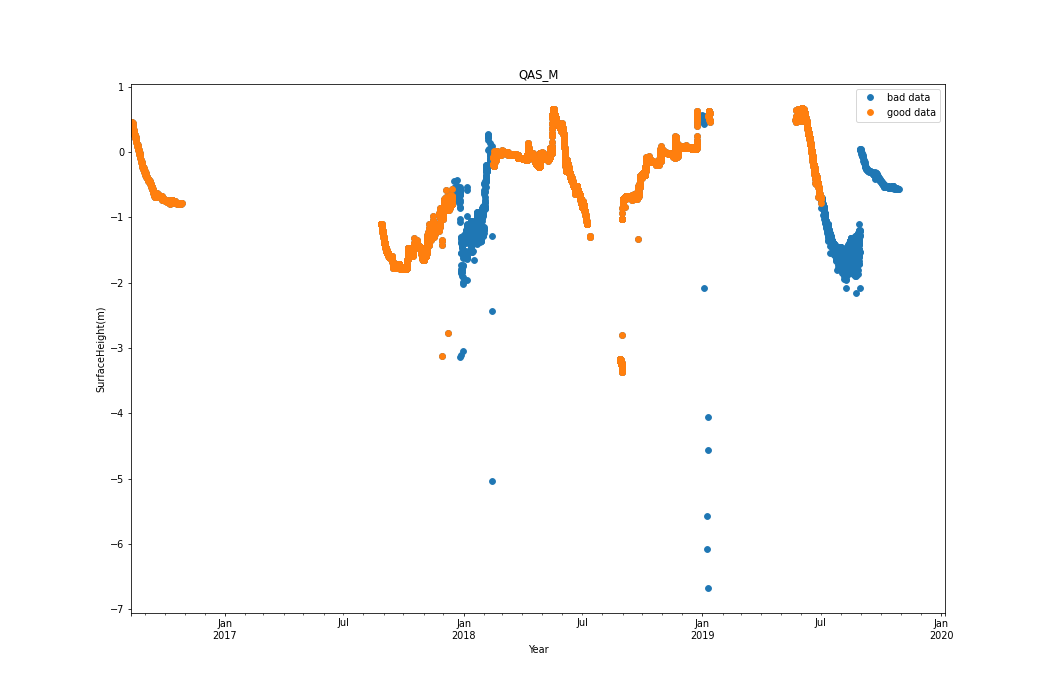 QAS_M
bad data
good data
SurfaceHeight(m)
1
0
−1
−2
−3
−4
−5
−6
−7
Jan
2017
Jul
Jan
2018
Jul
Jan
2019
Jul
Jan
2020
Year